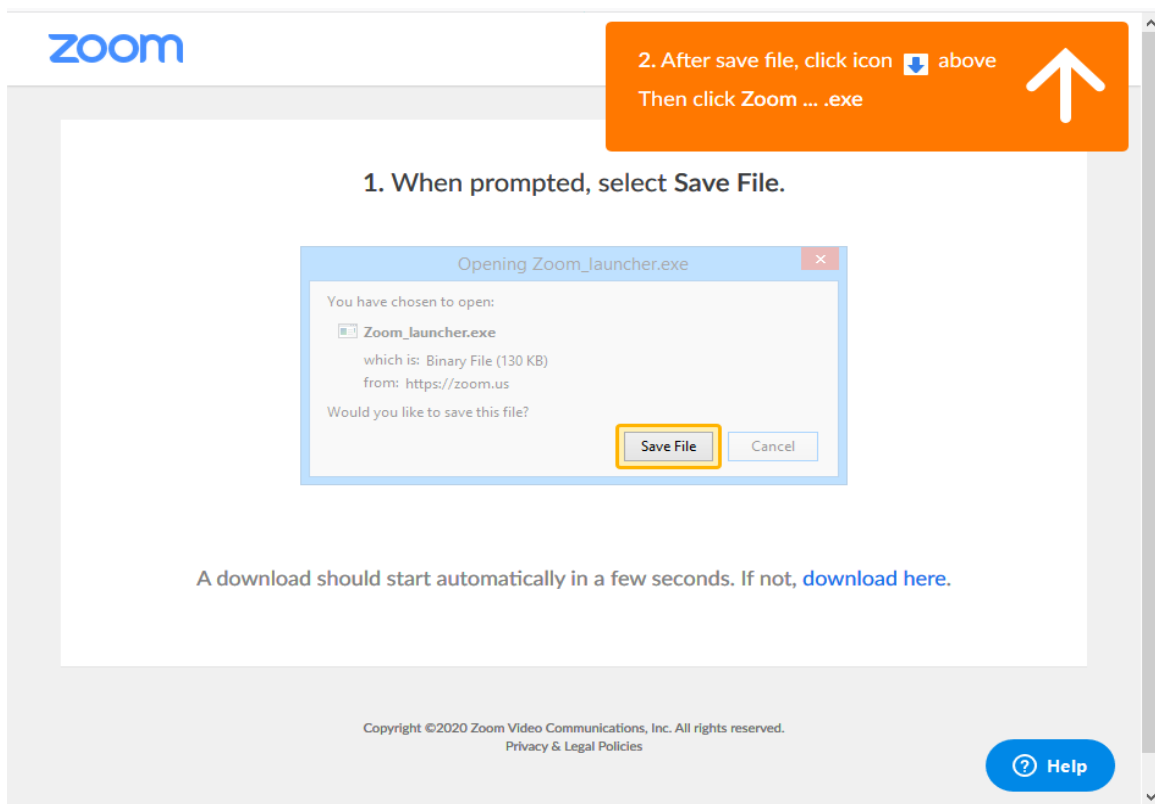 zoom
2. After save file, click icon above
Then click Zoom ... .exe
1. When prompted, select Save File.
Opening Zoom_launcher.exe
You have chosen to open:
Zoom_launcher.exe
which is: Binary File (130 KB)
from: https://zoom.us
Would you like to save this file?
Save File
Cancel
A download should start automatically in a few seconds. If not, download here.
Copyright ©2020 Zoom Video Communications, Inc. All rights reserved.
Privacy & Legal Policies
Help